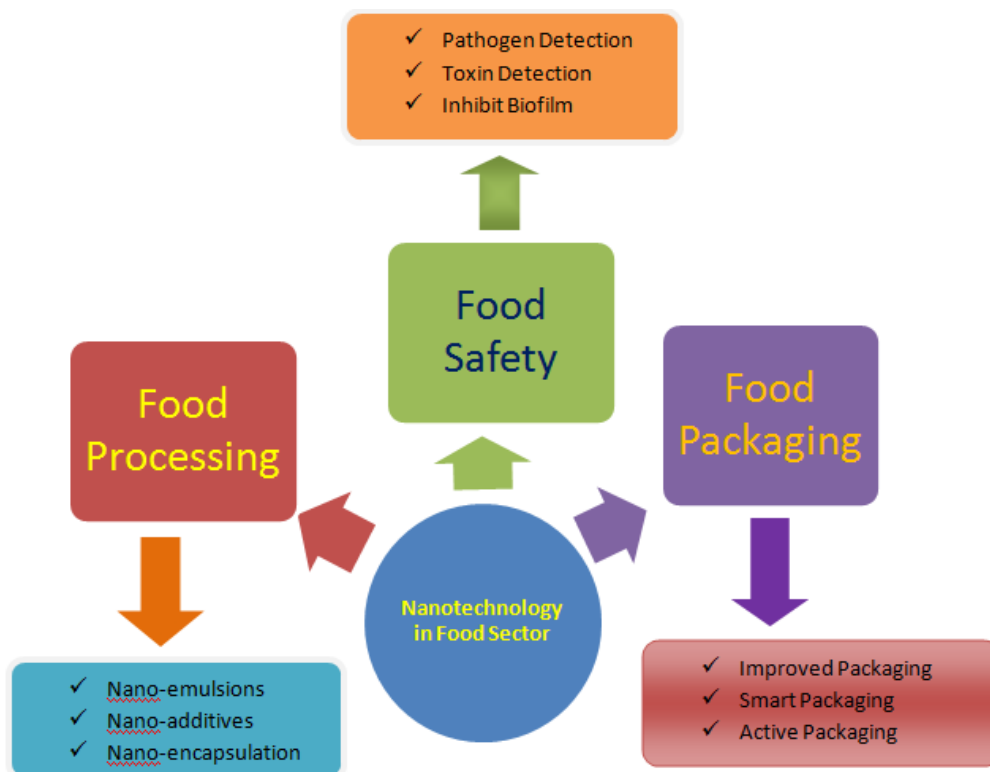 ✓ Pathogen Detection
✓ Toxin Detection
✓ Inhibit Biofilm
Food
Safety
Food
Processing
Food
Packaging
Nanotechnology
in Food Sector
✓ Nano-emulsions
✓ Nano-additives
✓ Nano-encapsulation
✓ Improved Packaging
✓ Smart Packaging
✓ Active Packaging